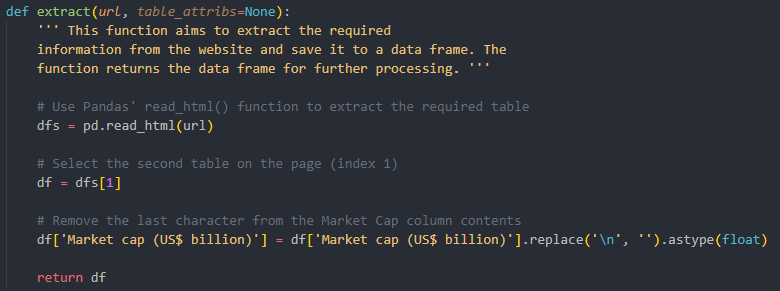 def extract(url, table_attribs=None):
    ''' This function aims to extract the required
    information from the website and save it to a data frame. The
    function returns the data frame for further processing. '''

    # Use Pandas' read_html() function to extract the required table
    dfs = pd.read_html(url)

    # Select the second table on the page (index 1)
    df = dfs[1]

    # Remove the last character from the Market Cap column contents
    df['Market cap (US$ billion)'] = df['Market cap (US$ billion)'].replace('\n', '').astype(float)

    return df